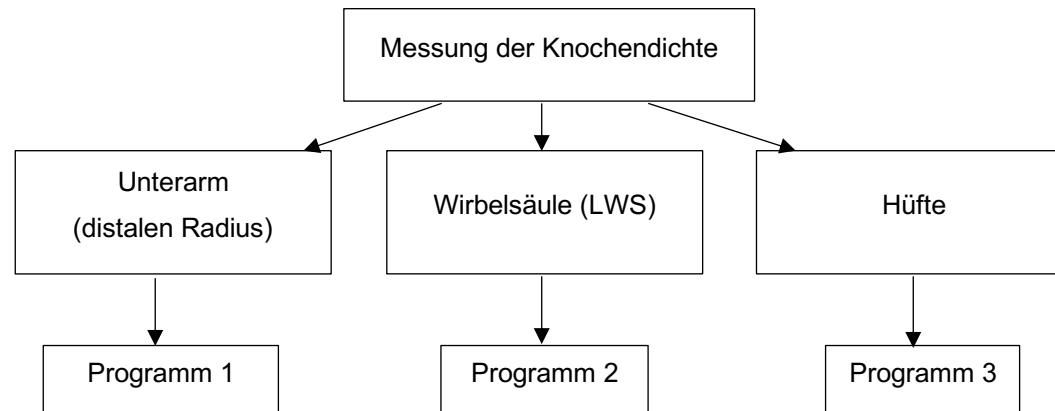 Messung der Knochendichte
Unterarm
(distalen Radius)
Wirbelsäule (LWS)
Hüfte
Programm 1
Programm 2
Programm 3